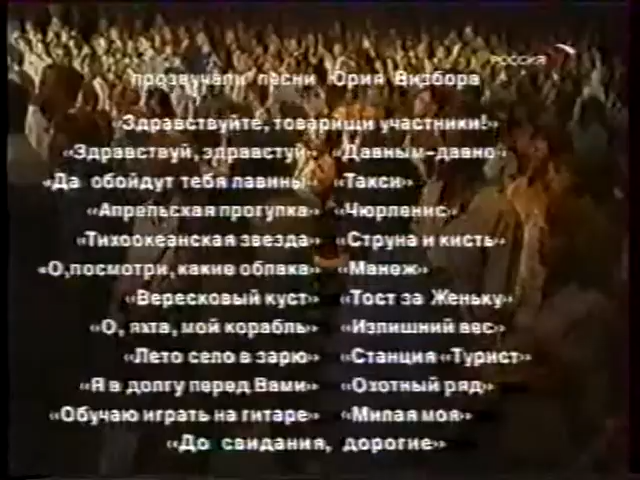 РОССИЯ
прозвучали песни Юрия Визбора
«Здравствуйте, товарищи участники!»
«Здравствуй, здравстуй» «Давным-давно»
«Да обойдут тебя лавины» «Такси»
«Апрельская прогулка» «Чюрленис»
«Тихоокеанская звезда» «Струна и кисть»
«О,посмотри, какие облака» «Манеж»
«Вересковый куст» «Тост за Женьку»
«О, яхта, мой корабль» «Излишний вес»
«Лето село в зарю» «Станция «Турист»
«Я в долгу перед Вами» «Охотный ряд»
«Обучаю играть на гитаре» «Милая моя»
«До свидания, дорогие»